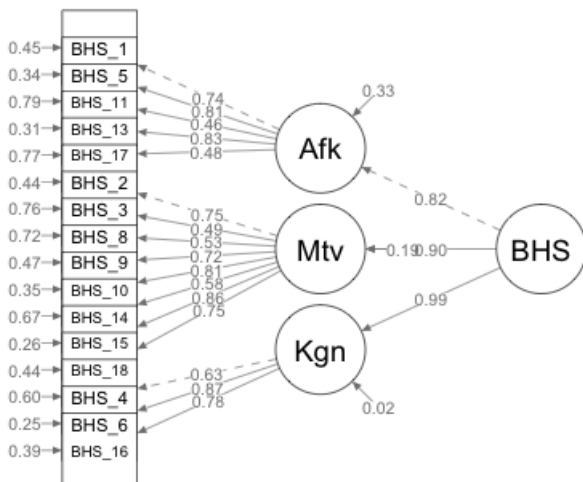 0.45 BHS_1
0.34 BHS_5
0.79 BHS_11
0.31 BHS_13
0.77 BHS_17
0.44 BHS_2
0.76 BHS_3
0.72 BHS_8
0.47 BHS_9
0.35 BHS_10
0.67 BHS_14
0.26 BHS_15
0.44 BHS_18
0.60 BHS_4
0.25 BHS_6
0.39 BHS_16
0.74
0.81
0.46
0.83
0.48
0.75
0.49
0.53
0.72
0.81
0.58
0.86
0.75
0.63
0.87
0.78
0.33
Afk
Mtv
Kgn
0.02
0.82
0.19 0.90
0.99
BHS